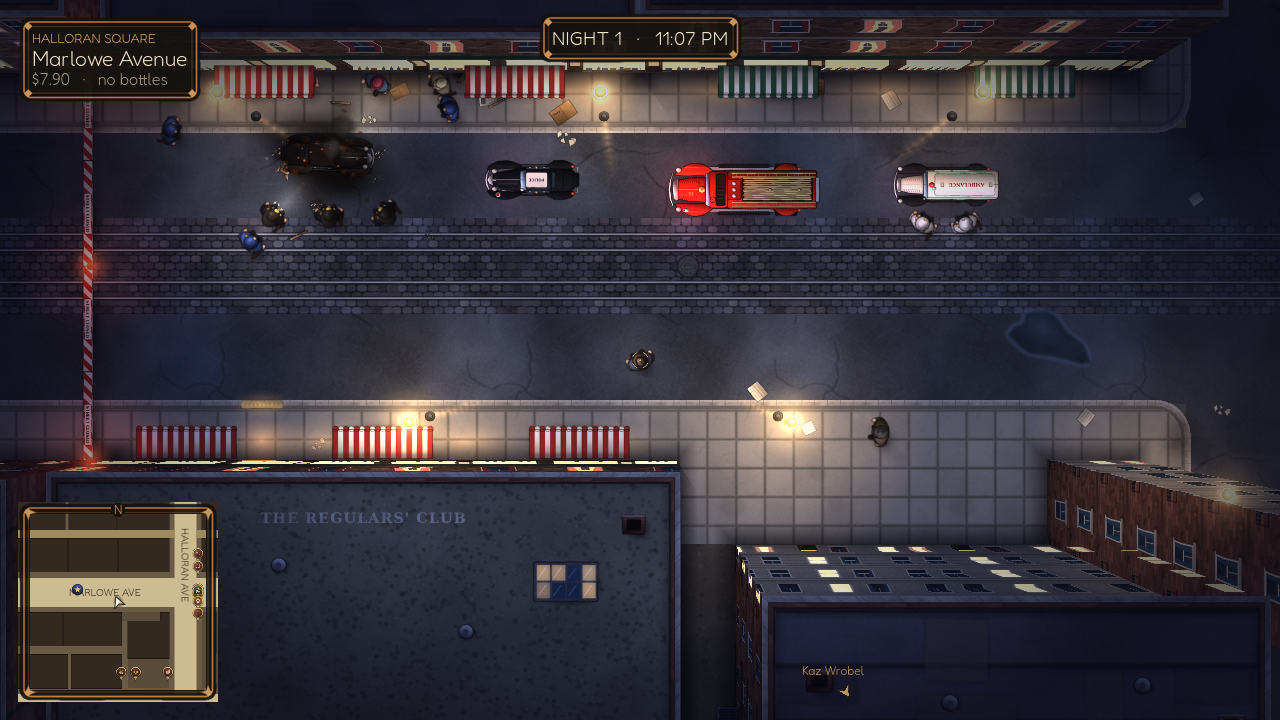 HALLORAN SQUARE
Marlowe Avenue
$7.90 · no bottles
NIGHT 1 · 11:07 PM
POLICE
AMBULANCE
THE REGULARS' CLUB
N
HALLORAN AVE
MARLOWE AVE
Kaz Wrobel